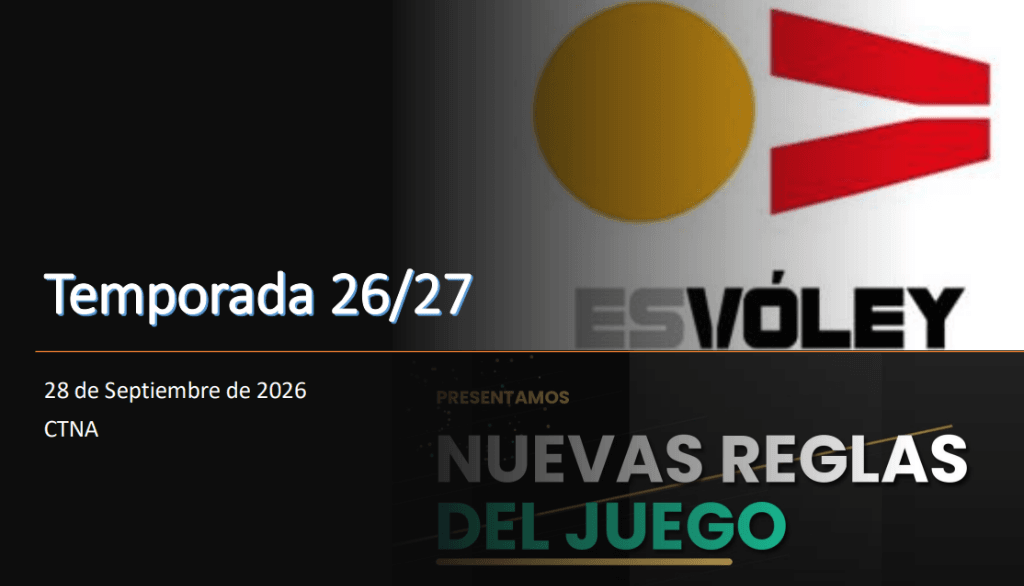 ESVÓLEY
Temporada 26/27
28 de Septiembre de 2026
CTNA
PRESENTAMOS
NUEVAS REGLAS
DEL JUEGO